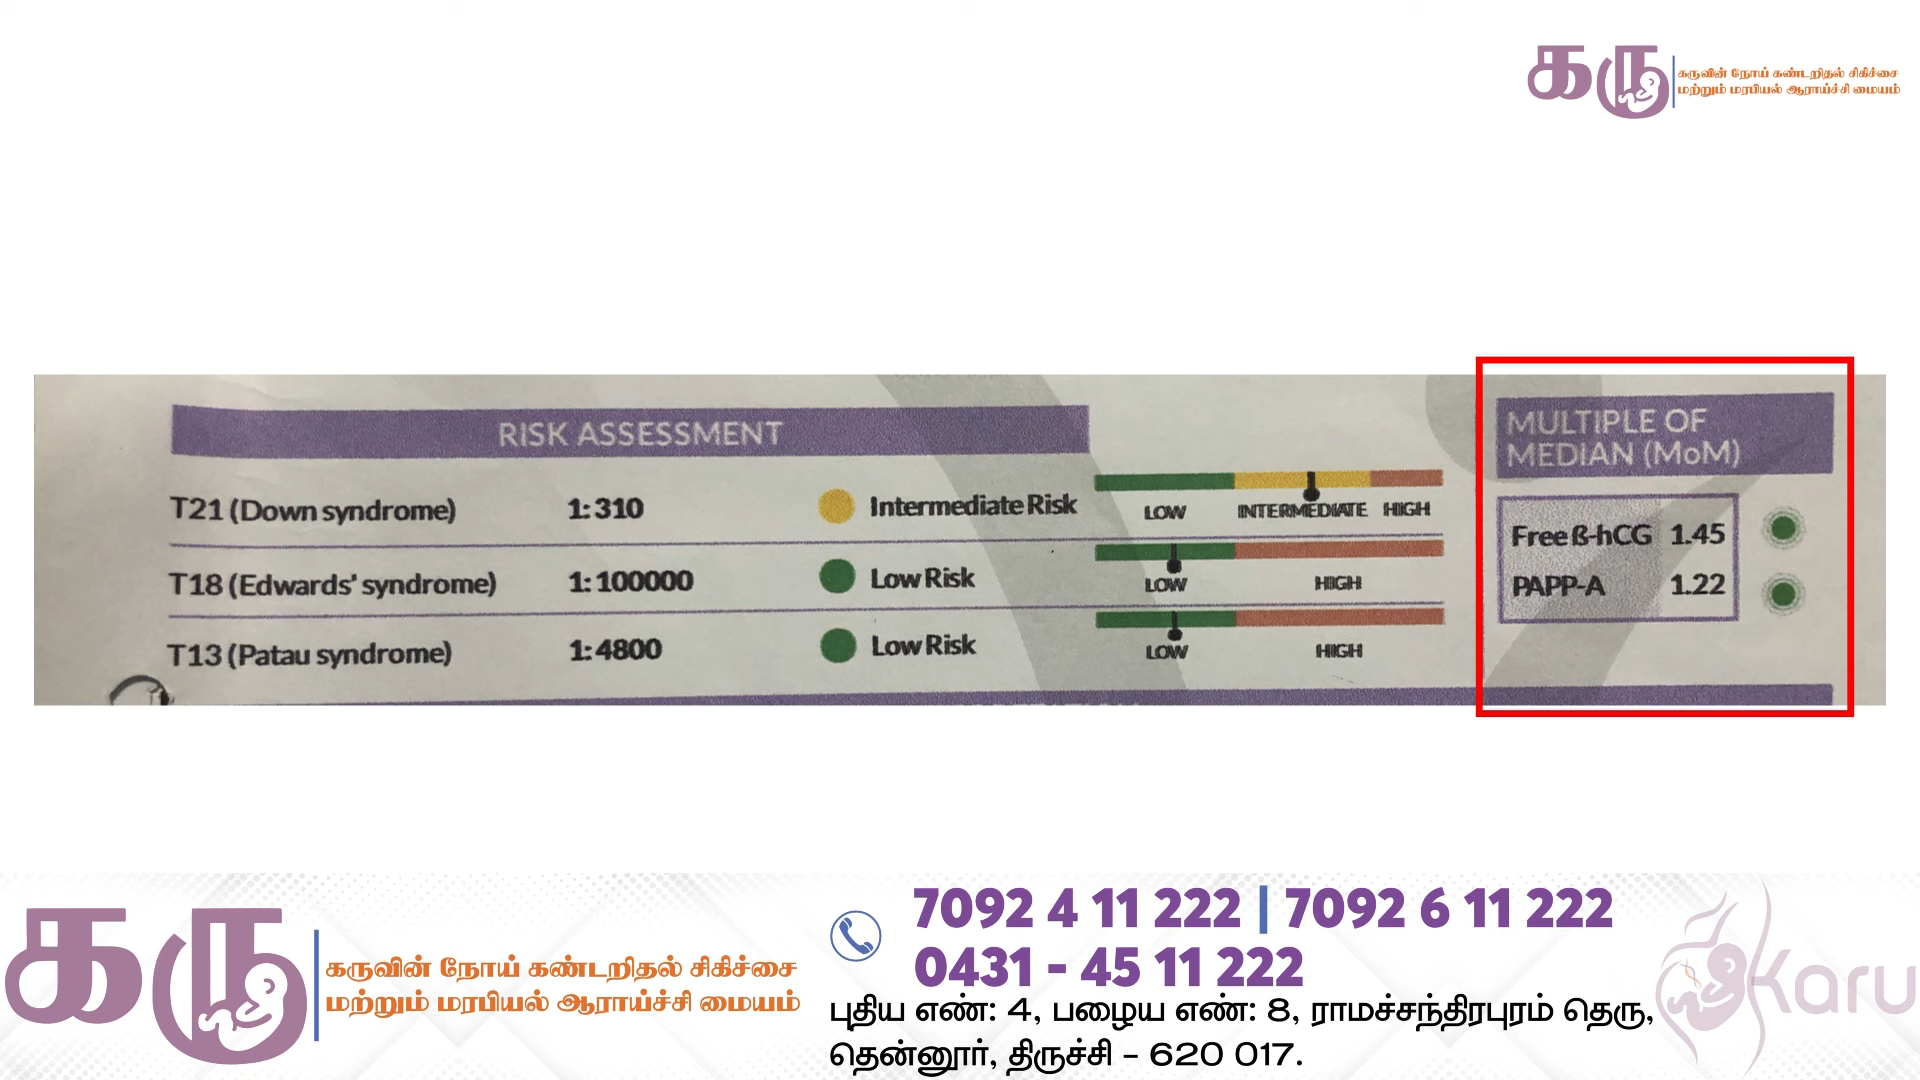 கரு
கருவின் நோய் கண்டறிதல் சிகிச்சை
மற்றும் மரபியல் ஆராய்ச்சி மையம்
RISK ASSESSMENT
T21 (Down syndrome) 1:310 Intermediate Risk LOW INTERMEDIATE HIGH
T18 (Edwards' syndrome) 1:100000 Low Risk LOW HIGH
T13 (Patau syndrome) 1:4800 Low Risk LOW HIGH
MULTIPLE OF
MEDIAN (MoM)
Free ß-hCG 1.45
PAPP-A 1.22
கரு
கருவின் நோய் கண்டறிதல் சிகிச்சை
மற்றும் மரபியல் ஆராய்ச்சி மையம்
7092 4 11 222 | 7092 6 11 222
0431 - 45 11 222
புதிய எண்: 4, பழைய எண்: 8, ராமச்சந்திரபுரம் தெரு,
தென்னூர், திருச்சி – 620 017.
Karu